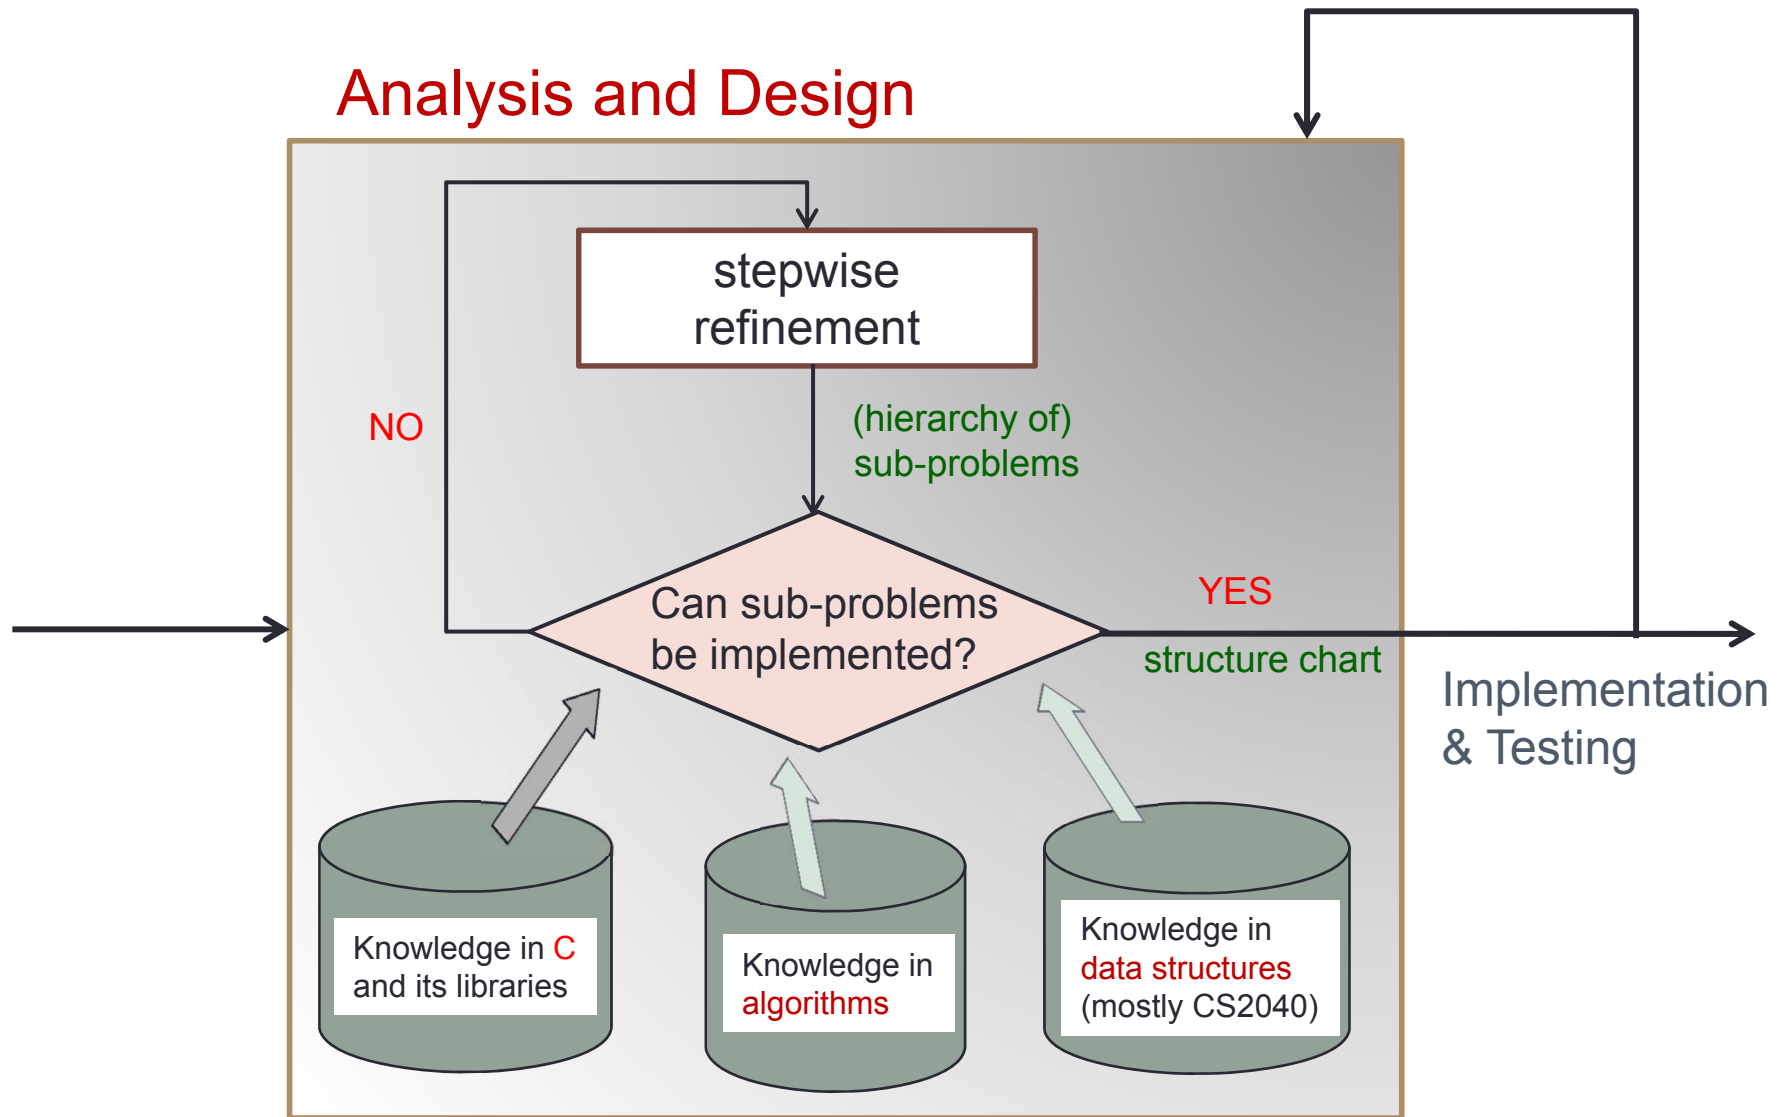 Analysis and Design
stepwise
refinement
NO
(hierarchy of)
sub-problems
Can sub-problems
be implemented?
YES
structure chart
Implementation
& Testing
Knowledge in C
and its libraries
Knowledge in
algorithms
Knowledge in
data structures
(mostly CS2040)